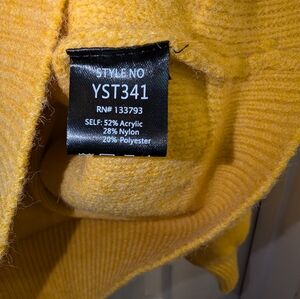 STYLE NO
YST341
RN# 133793
SELF: 52% Acrylic
28% Nylon
20% Polyester